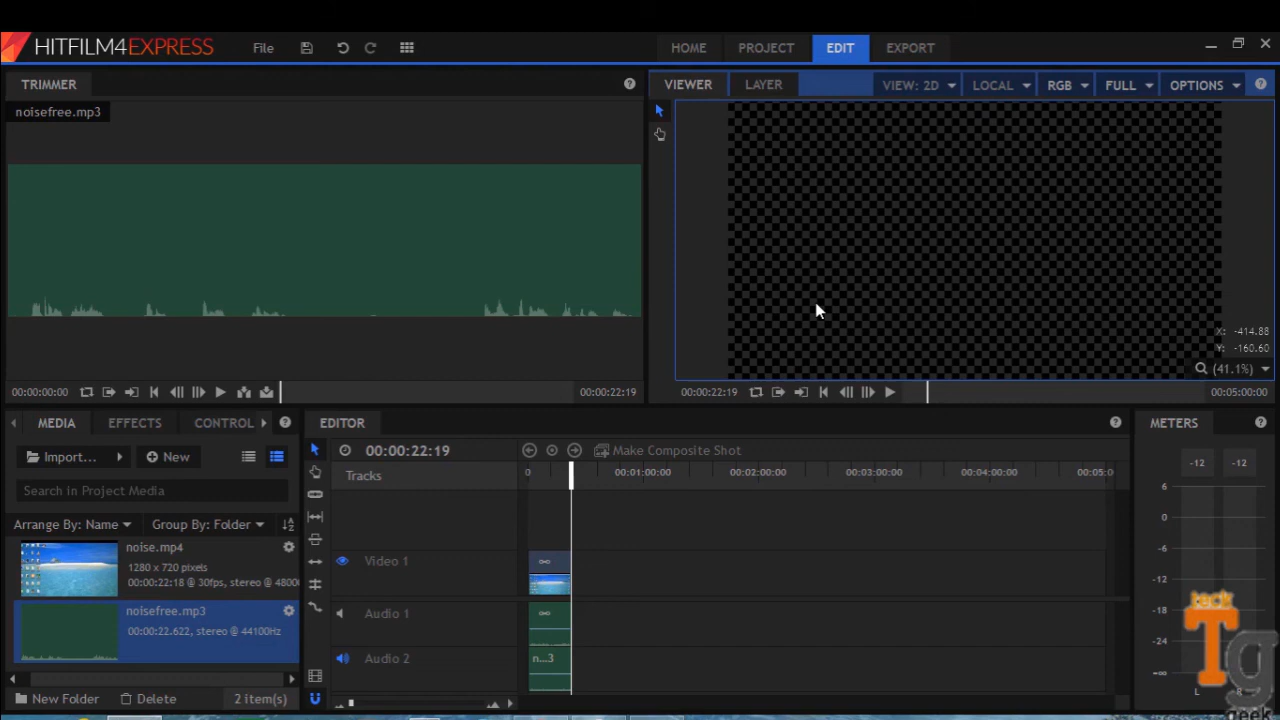 HITFILM4EXPRESS File HOME PROJECT EDIT EXPORT
TRIMMER
VIEWER LAYER VIEW: 2D LOCAL RGB FULL OPTIONS
noisefree.mp3
X: -414.88
Y: -160.60
(41.1%)
00:00:00:00 00:00:22:19
00:00:22:19 00:05:00:00
MEDIA EFFECTS CONTROL
EDITOR
METERS
Import... New
00:00:22:19 Make Composite Shot
-12 -12
Search in Project Media
Tracks
0 00:01:00:00 00:02:00:00 00:03:00:00 00:04:00:00 00:05:0
Arrange By: Name Group By: Folder
noise.mp4
1280 x 720 pixels
00:00:22:18 @ 30fps, stereo @ 4800
noisefree.mp3
00:00:22.622, stereo @ 44100Hz
New Folder Delete 2 item(s)
Video 1
Audio 1
Audio 2
n...3
6
0
-6
-12
-18
-24
-∞
L R
teck
T
g
geek